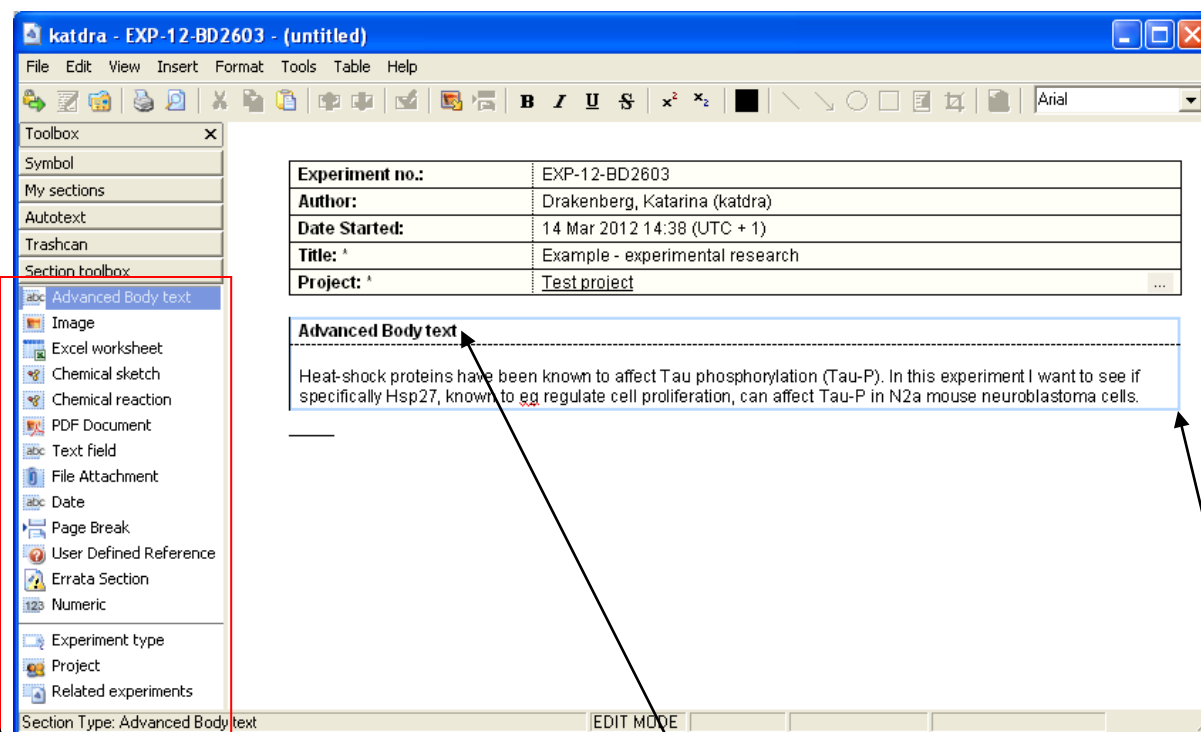 katdra - EXP-12-BD2603 - (untitled)
File Edit View Insert Format Tools Table Help
B I U S x² x₂ Arial
Toolbox X
Symbol
My sections
Autotext
Trashcan
Section toolbox
abc Advanced Body text
Image
Excel worksheet
Chemical sketch
Chemical reaction
PDF Document
abc Text field
File Attachment
abc Date
Page Break
User Defined Reference
Errata Section
123 Numeric
Experiment type
Project
Related experiments
Experiment no.: EXP-12-BD2603
Author: Drakenberg, Katarina (katdra)
Date Started: 14 Mar 2012 14:38 (UTC + 1)
Title: * Example - experimental research
Project: * Test project ...
Advanced Body text
Heat-shock proteins have been known to affect Tau phosphorylation (Tau-P). In this experiment I want to see if
specifically Hsp27, known to eg regulate cell proliferation, can affect Tau-P in N2a mouse neuroblastoma cells.
Section Type: Advanced Body text EDIT MODE